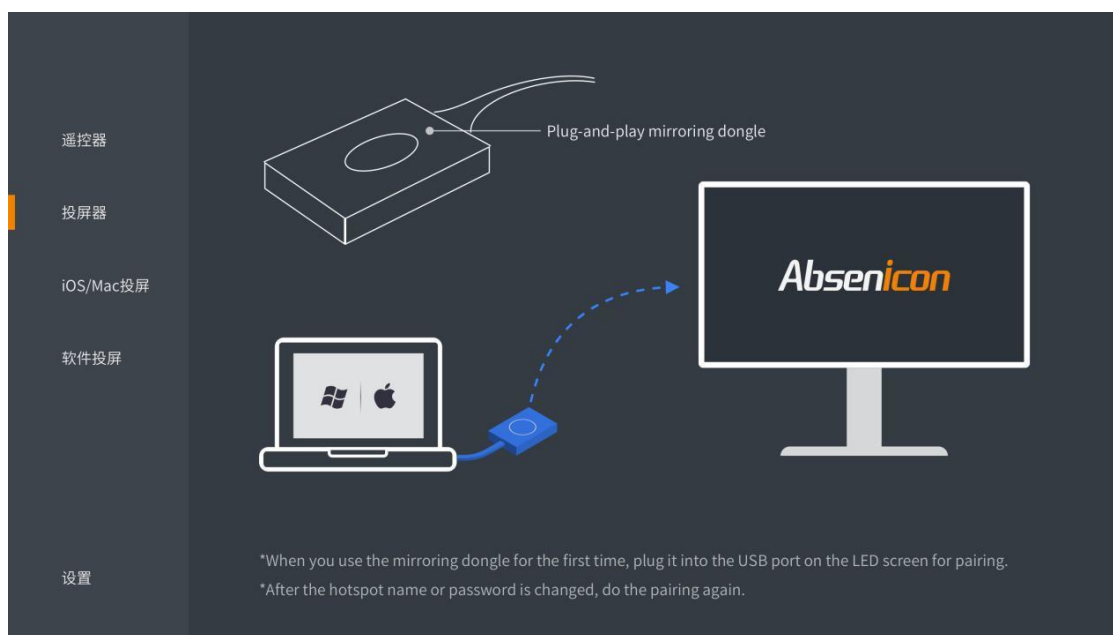 遥控器
投屏器
iOS/Mac投屏
软件投屏
设置
Plug-and-play mirroring dongle
Absenicon
*When you use the mirroring dongle for the first time, plug it into the USB port on the LED screen for pairing.
*After the hotspot name or password is changed, do the pairing again.